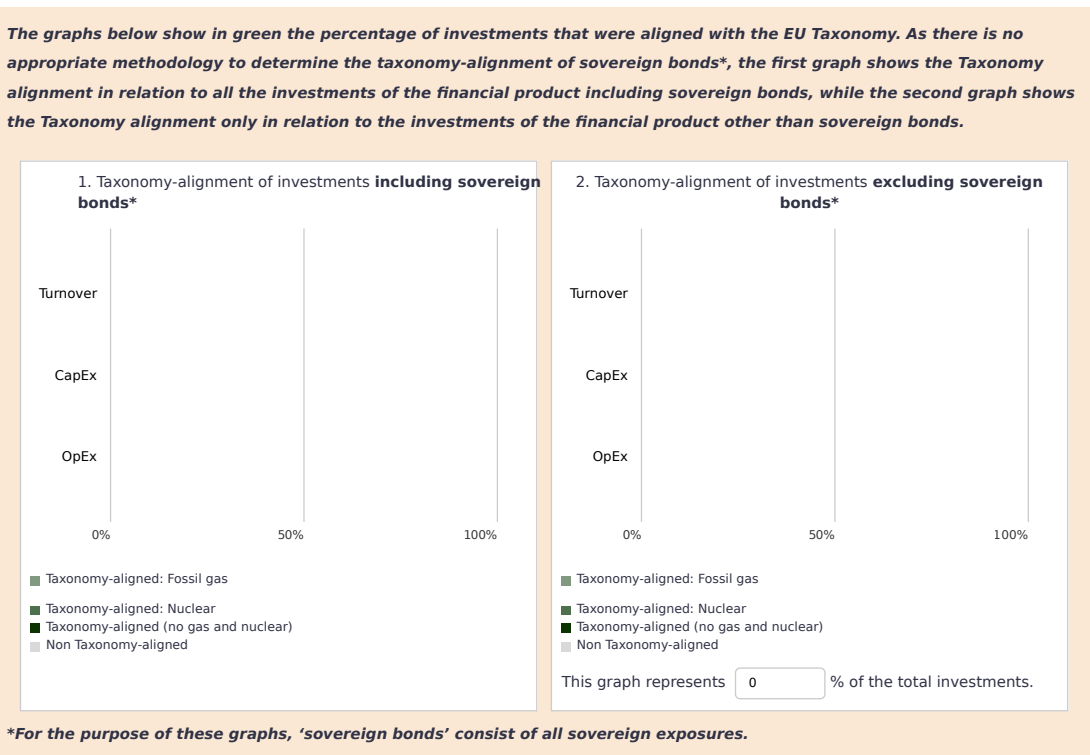 The graphs below show in green the percentage of investments that were aligned with the EU Taxonomy. As there is no
appropriate methodology to determine the taxonomy-alignment of sovereign bonds*, the first graph shows the Taxonomy
alignment in relation to all the investments of the financial product including sovereign bonds, while the second graph shows
the Taxonomy alignment only in relation to the investments of the financial product other than sovereign bonds.
1. Taxonomy-alignment of investments including sovereign
bonds*
Turnover
CapEx
OpEx
0% 50% 100%
Taxonomy-aligned: Fossil gas
Taxonomy-aligned: Nuclear
Taxonomy-aligned (no gas and nuclear)
Non Taxonomy-aligned
2. Taxonomy-alignment of investments excluding sovereign
bonds*
Turnover
CapEx
OpEx
0% 50% 100%
Taxonomy-aligned: Fossil gas
Taxonomy-aligned: Nuclear
Taxonomy-aligned (no gas and nuclear)
Non Taxonomy-aligned
This graph represents 0 % of the total investments.
*For the purpose of these graphs, ‘sovereign bonds’ consist of all sovereign exposures.